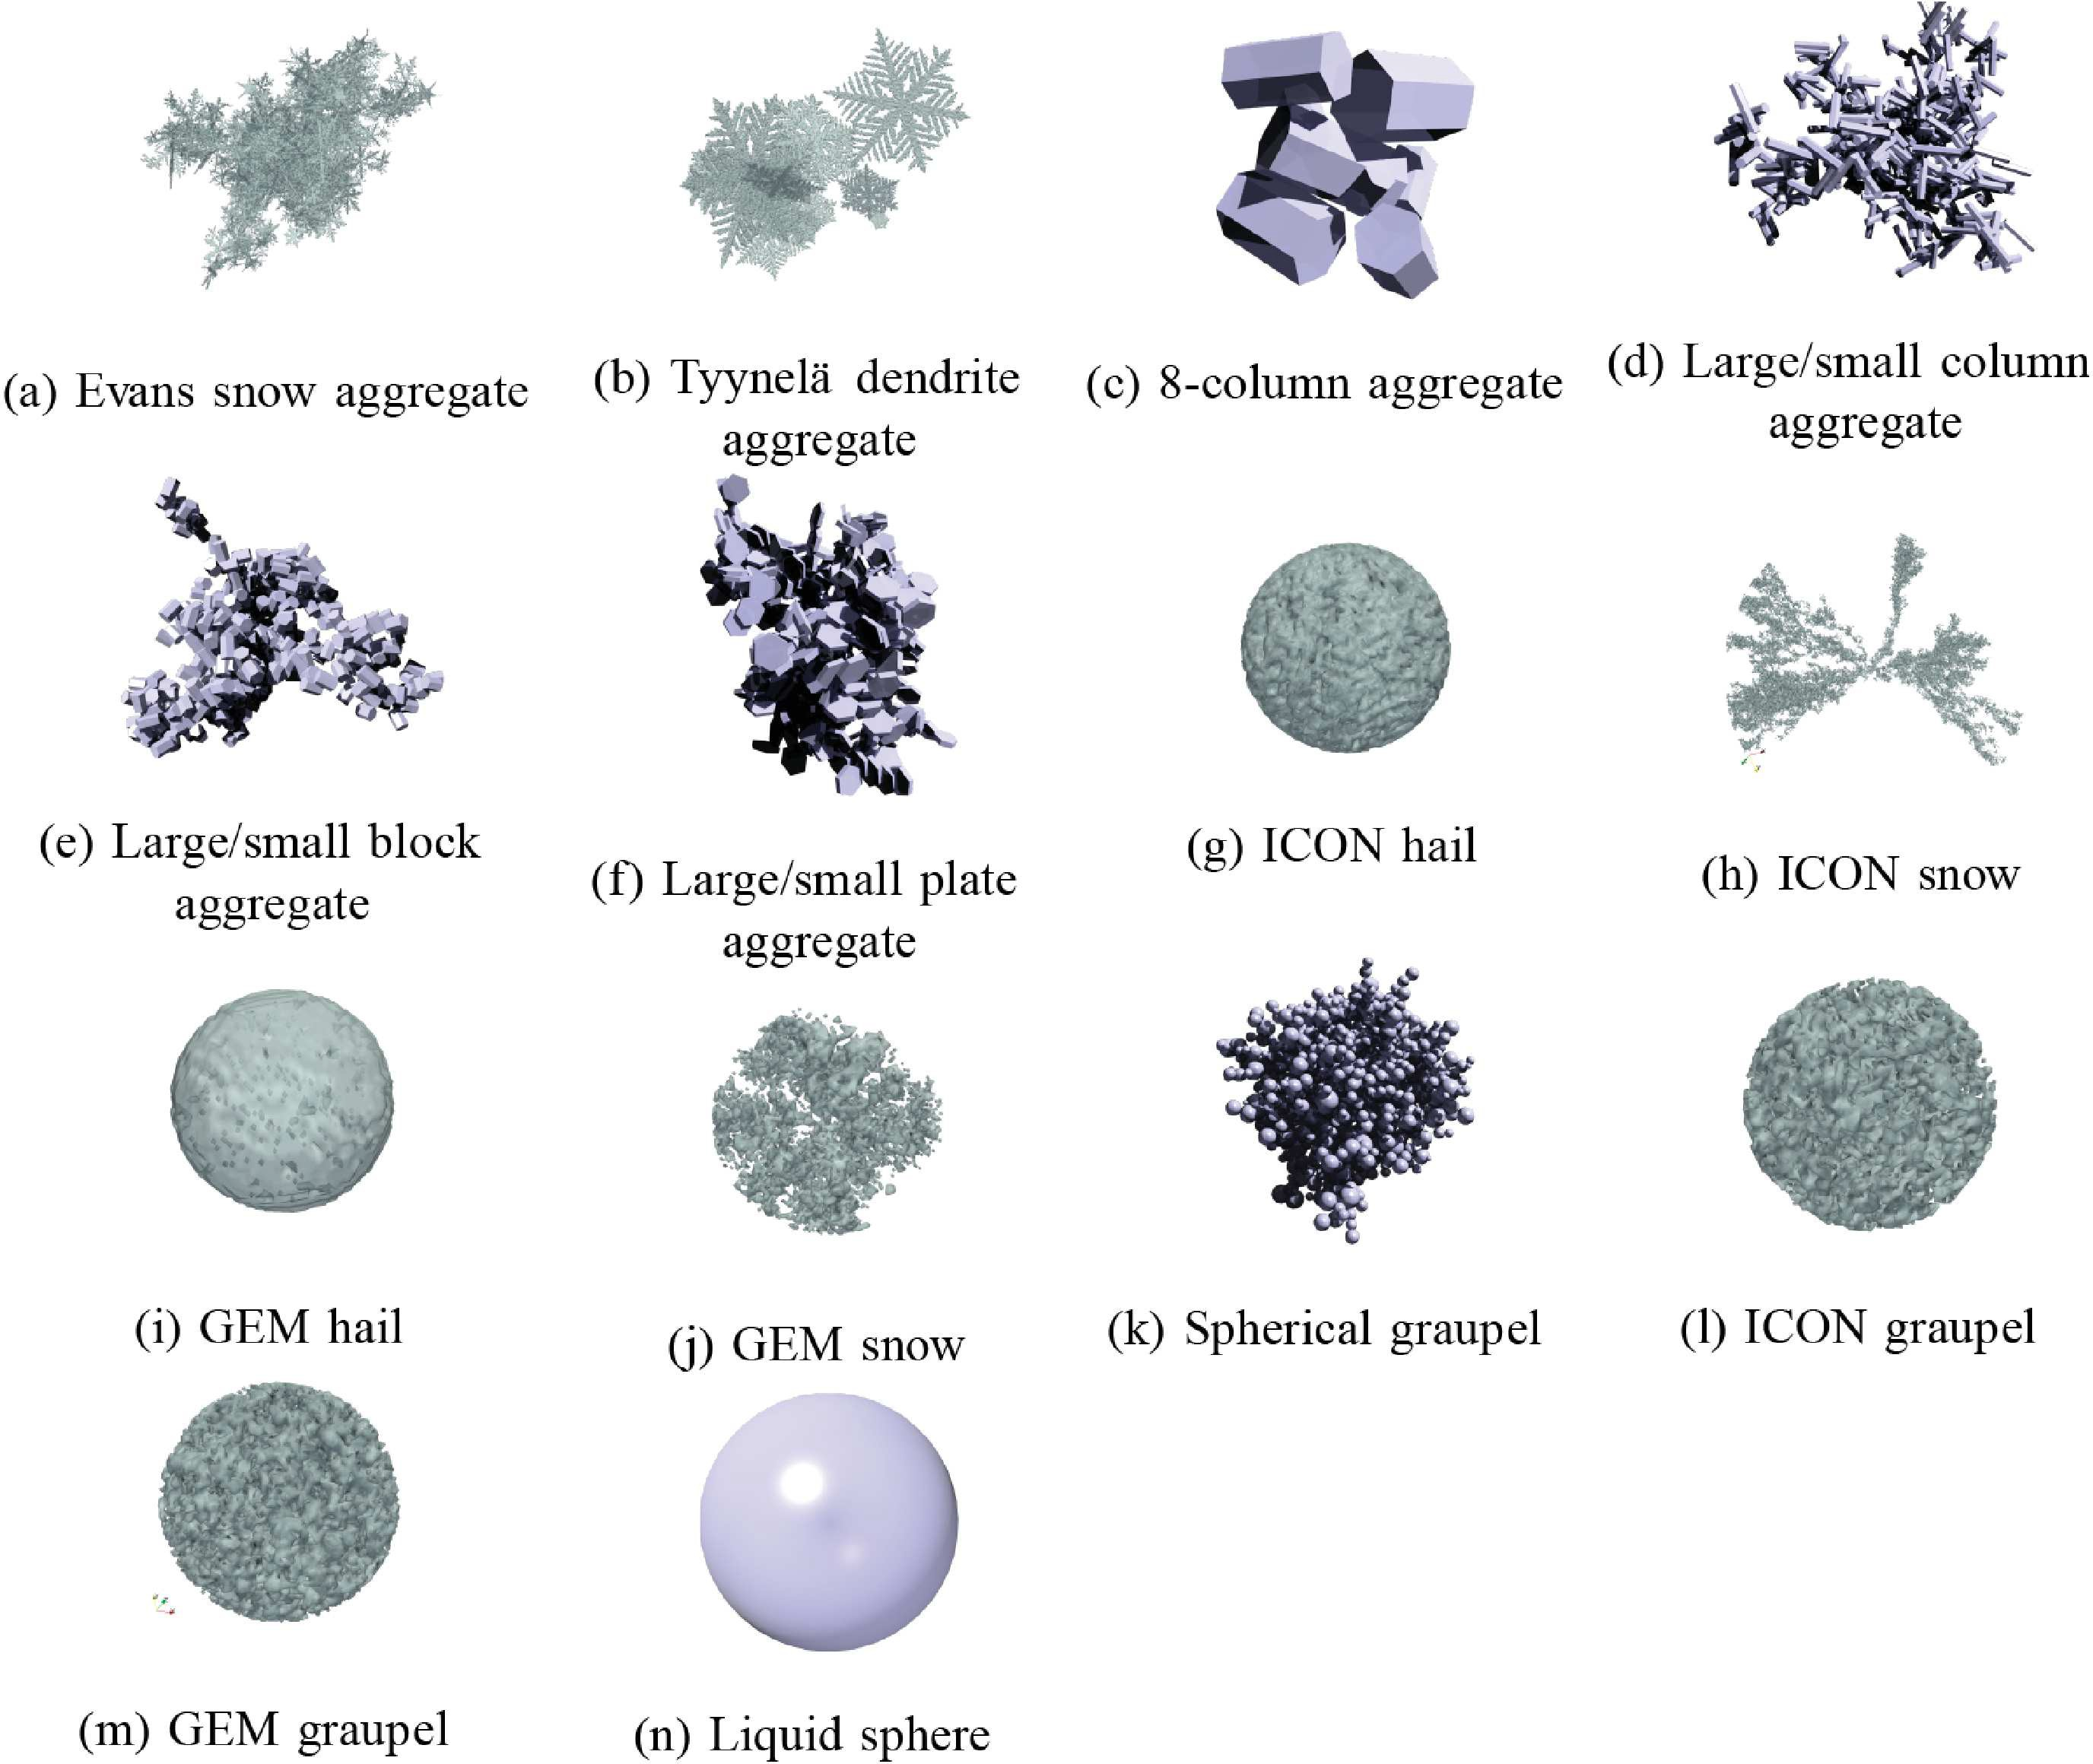 (a) Evans snow aggregate
(b) Tyynelä dendrite
aggregate
(c) 8-column aggregate
(d) Large/small column
aggregate
(e) Large/small block
aggregate
(f) Large/small plate
aggregate
(g) ICON hail
(h) ICON snow
(i) GEM hail
(j) GEM snow
(k) Spherical graupel
(l) ICON graupel
(m) GEM graupel
(n) Liquid sphere